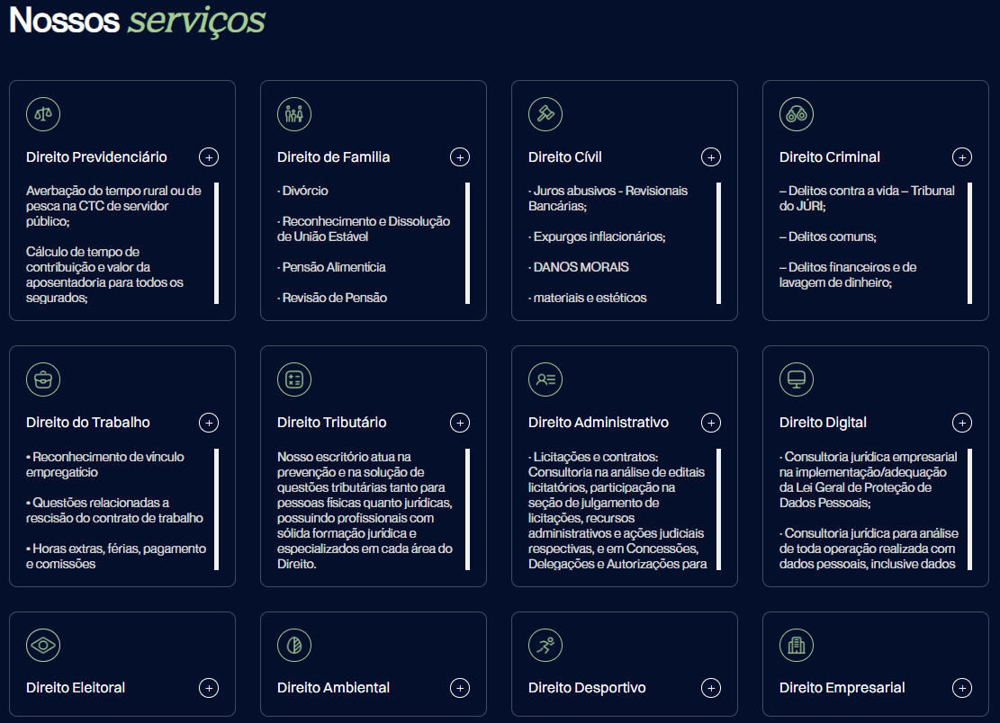 Nossos serviços
Direito Previdenciário
Averbação do tempo rural ou de
pesca na CTC de servidor
público;
Cálculo de tempo de
contribuição e valor da
aposentadoria para todos os
segurados;
Direito de Familia
· Divórcio
· Reconhecimento e Dissolução
de União Estável
· Pensão Alimentícia
· Revisão de Pensão
Direito Cívil
· Juros abusivos - Revisionais
Bancárias;
· Expurgos inflacionários;
· DANOS MORAIS
· materiais e estéticos
Direito Criminal
– Delitos contra a vida – Tribunal
do JÚRI;
– Delitos comuns;
– Delitos financeiros e de
lavagem de dinheiro;
Direito do Trabalho
• Reconhecimento de vínculo
empregatício
• Questões relacionadas a
rescisão do contrato de trabalho
• Horas extras, férias, pagamento
e comissões
Direito Tributário
Nosso escritório atua na
prevenção e na solução de
questões tributárias tanto para
pessoas físicas quanto jurídicas,
possuindo profissionais com
sólida formação jurídica e
especializados em cada área do
Direito.
Direito Administrativo
· Licitações e contratos:
Consultoria na análise de editais
licitatórios, participação na
seção de julgamento de
licitações, recursos
administrativos e ações judiciais
respectivas, e em Concessões,
Delegações e Autorizações para
Direito Digital
· Consultoria jurídica empresarial
na implementação/adequação
da Lei Geral de Proteção de
Dados Pessoais;
· Consultoria jurídica para análise
de toda operação realizada com
dados pessoais, inclusive dados
Direito Eleitoral
Direito Ambiental
Direito Desportivo
Direito Empresarial